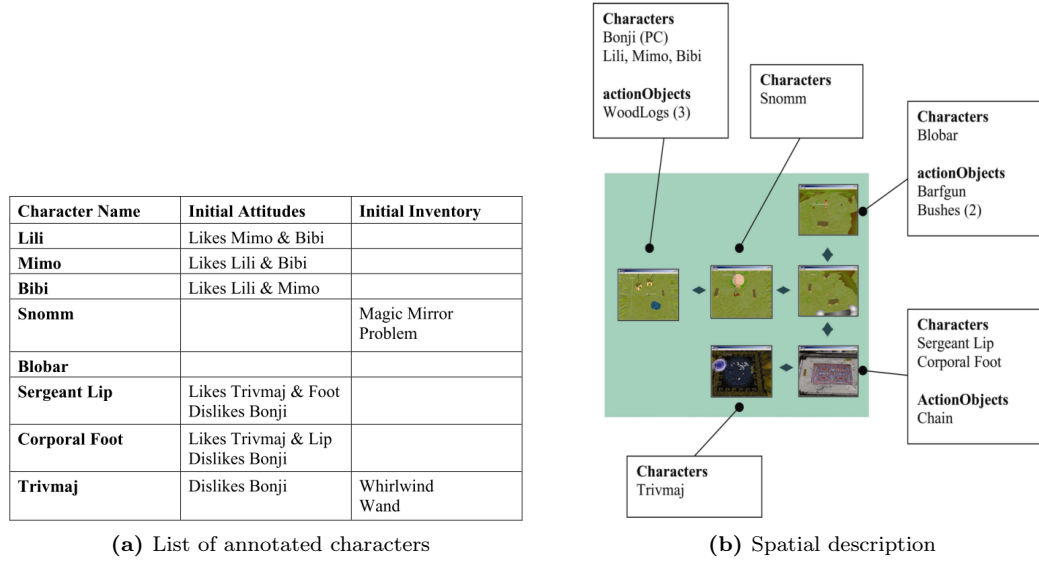 Character Name Initial Attitudes Initial Inventory
Lili Likes Mimo & Bibi
Mimo Likes Lili & Bibi
Bibi Likes Lili & Mimo
Snomm Magic Mirror
Problem
Blobar
Sergeant Lip Likes Trivmaj & Foot
Dislikes Bonji
Corporal Foot Likes Trivmaj & Lip
Dislikes Bonji
Trivmaj Dislikes Bonji Whirlwind
Wand
(a) List of annotated characters
Characters
Bonji (PC)
Lili, Mimo, Bibi
actionObjects
WoodLogs (3)
Characters
Snomm
Characters
Blobar
actionObjects
Barfgun
Bushes (2)
Characters
Sergeant Lip
Corporal Foot
ActionObjects
Chain
Characters
Trivmaj
(b) Spatial description